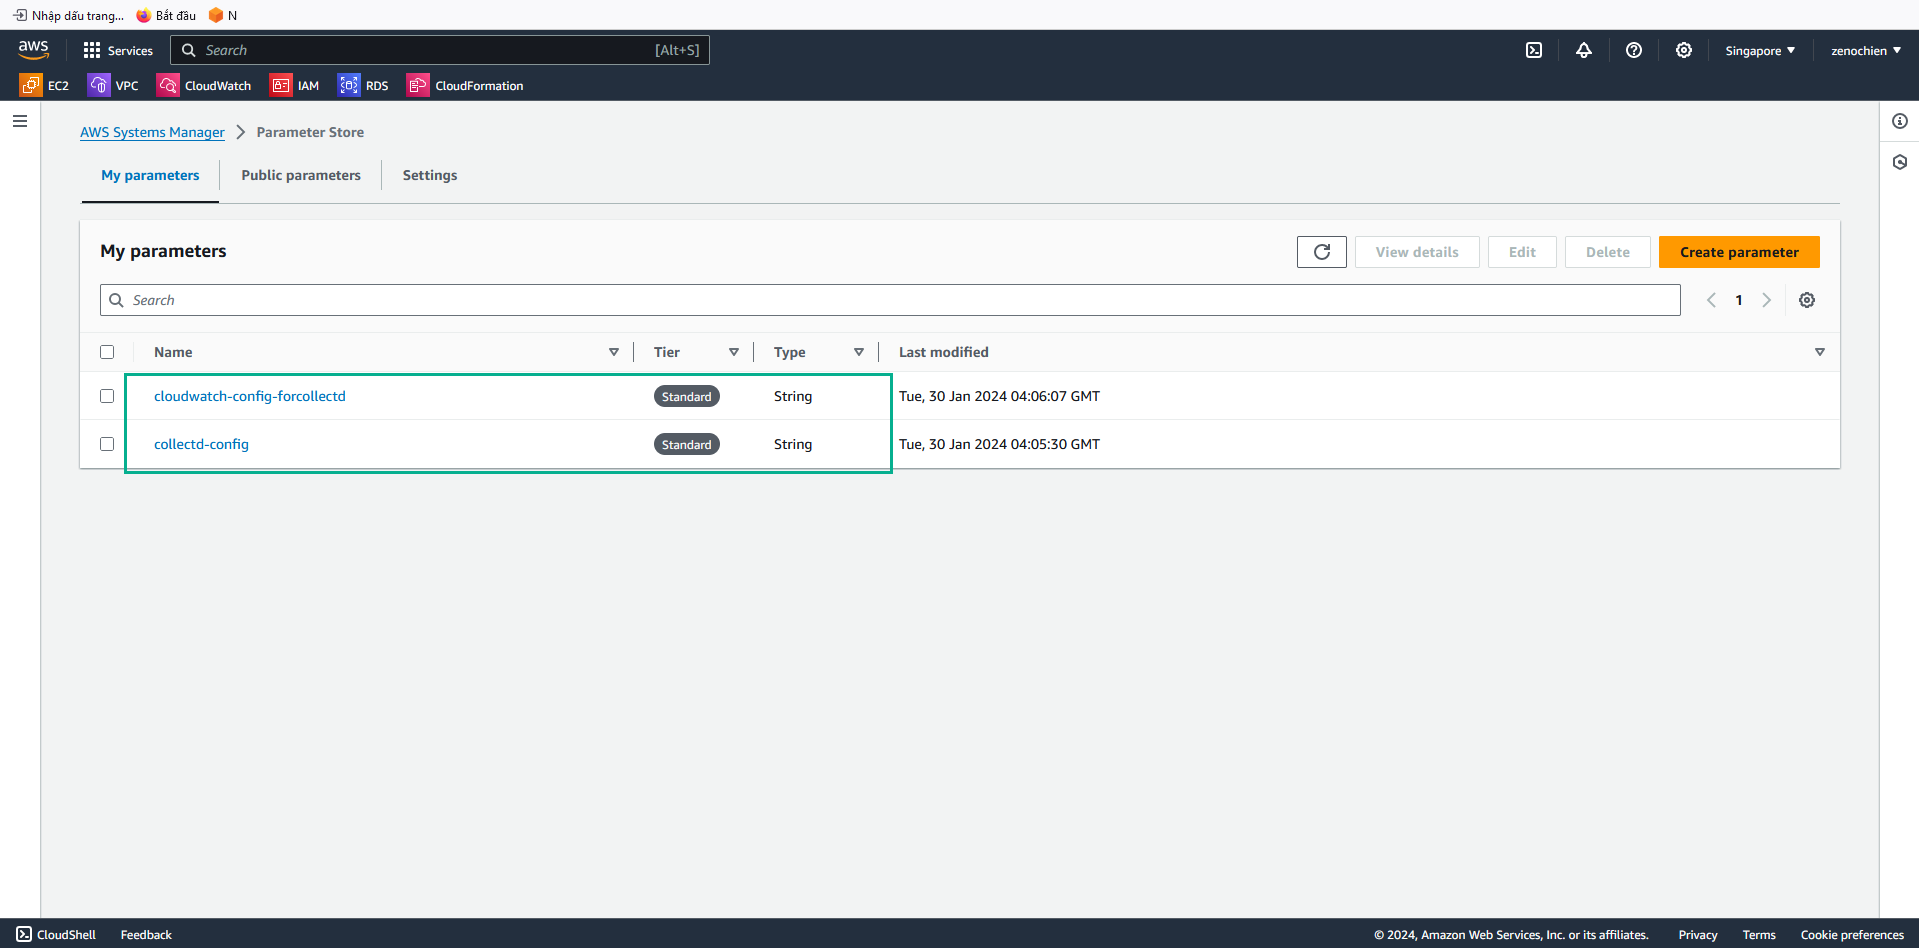 Nhập dấu trang... Bắt đầu N
aws Services Search [Alt+S] Singapore zenochien
EC2 VPC CloudWatch IAM RDS CloudFormation
AWS Systems Manager Parameter Store
My parameters Public parameters Settings
My parameters View details Edit Delete Create parameter
Search 1
Name Tier Type Last modified
cloudwatch-config-forcollectd Standard String Tue, 30 Jan 2024 04:06:07 GMT
collectd-config Standard String Tue, 30 Jan 2024 04:05:30 GMT
CloudShell Feedback © 2024, Amazon Web Services, Inc. or its affiliates. Privacy Terms Cookie preferences